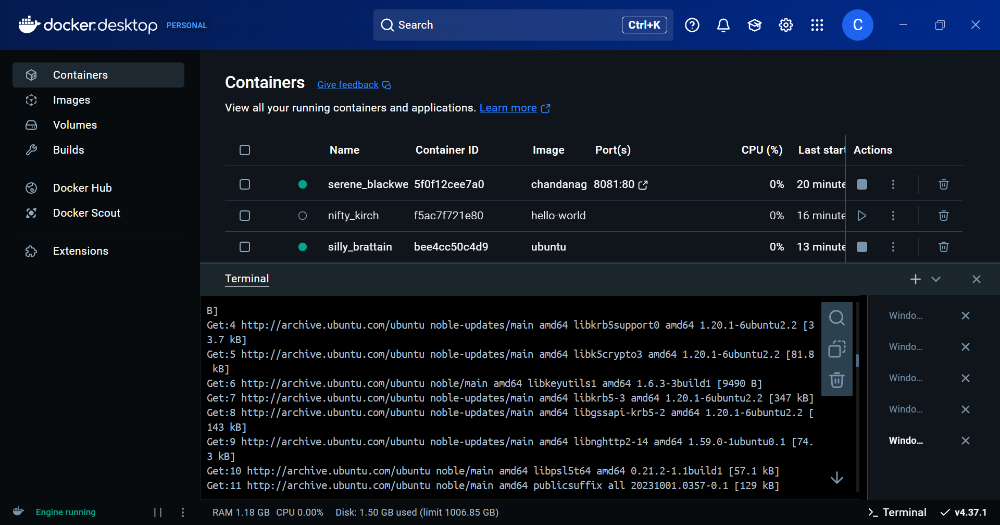 docker desktop PERSONAL
Search Ctrl+K
C
Containers
Images
Volumes
Builds
Docker Hub
Docker Scout
Extensions
Containers Give feedback
View all your running containers and applications. Learn more
Name Container ID Image Port(s) CPU (%) Last start Actions
serene_blackwe 5f0f12cee7a0 chandanag 8081:80 0% 20 minute
nifty_kirch f5ac7f721e80 hello-world 0% 16 minute
silly_brattain bee4cc50c4d9 ubuntu 0% 13 minute
Terminal
B]
Get:4 http://archive.ubuntu.com/ubuntu noble-updates/main amd64 libkrb5support0 amd64 1.20.1-6ubuntu2.2 [3
3.7 kB]
Get:5 http://archive.ubuntu.com/ubuntu noble-updates/main amd64 libk5crypto3 amd64 1.20.1-6ubuntu2.2 [81.8
kB]
Get:6 http://archive.ubuntu.com/ubuntu noble/main amd64 libkeyutils1 amd64 1.6.3-3build1 [9490 B]
Get:7 http://archive.ubuntu.com/ubuntu noble-updates/main amd64 libkrb5-3 amd64 1.20.1-6ubuntu2.2 [347 kB]
Get:8 http://archive.ubuntu.com/ubuntu noble-updates/main amd64 libgssapi-krb5-2 amd64 1.20.1-6ubuntu2.2 [
143 kB]
Get:9 http://archive.ubuntu.com/ubuntu noble-updates/main amd64 libnghttp2-14 amd64 1.59.0-1ubuntu0.1 [74.
3 kB]
Get:10 http://archive.ubuntu.com/ubuntu noble/main amd64 libpsl5t64 amd64 0.21.2-1.1build1 [57.1 kB]
Get:11 http://archive.ubuntu.com/ubuntu noble/main amd64 publicsuffix all 20231001.0357-0.1 [129 kB]
Windo...
Windo...
Windo...
Windo...
Windo...
Engine running RAM 1.18 GB CPU 0.00% Disk: 1.50 GB used (limit 1006.85 GB) Terminal v4.37.1